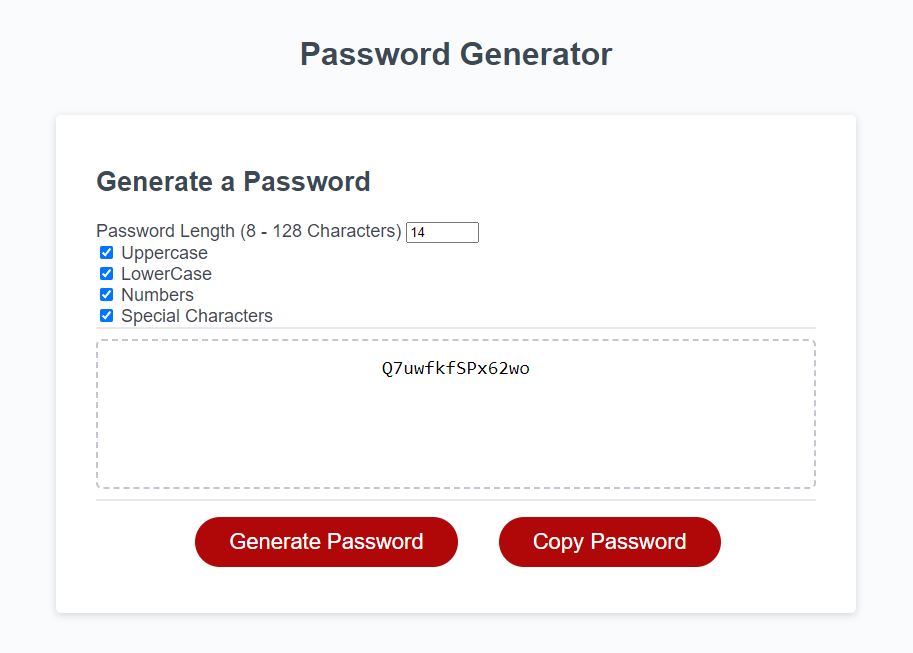 Password Generator
Generate a Password
Password Length (8 - 128 Characters) 14
Uppercase
LowerCase
Numbers
Special Characters
Q7uwfkfSPx62wo
Generate Password Copy Password